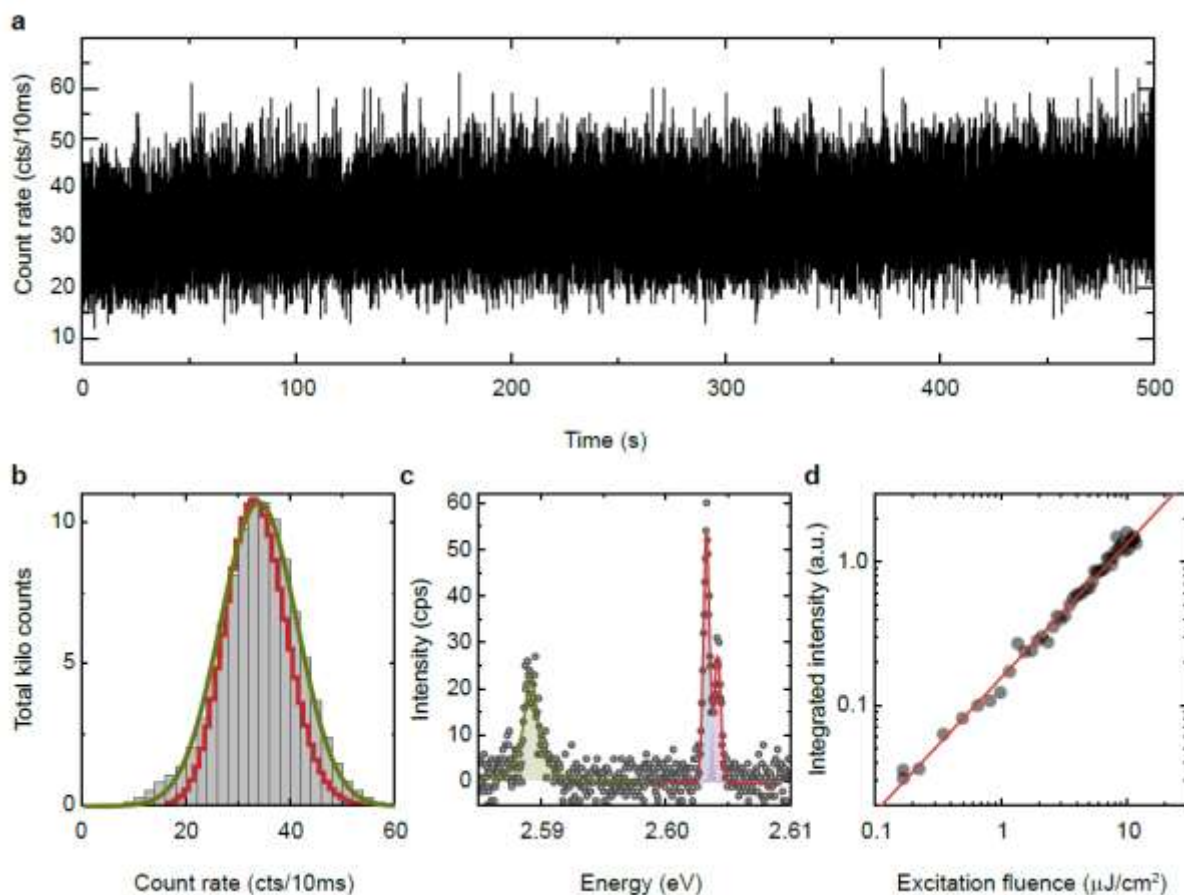 a
Count rate (cts/10ms)
60
50
40
30
20
10
0 100 200 300 400 500
Time (s)
b
Total kilo counts
10
5
0
0 20 40 60
Count rate (cts/10ms)
c
Intensity (cps)
60
50
40
30
20
10
0
2.59 2.60 2.61
Energy (eV)
d
Integrated intensity (a.u.)
1.0
0.1
0.1 1 10
Excitation fluence (μJ/cm²)